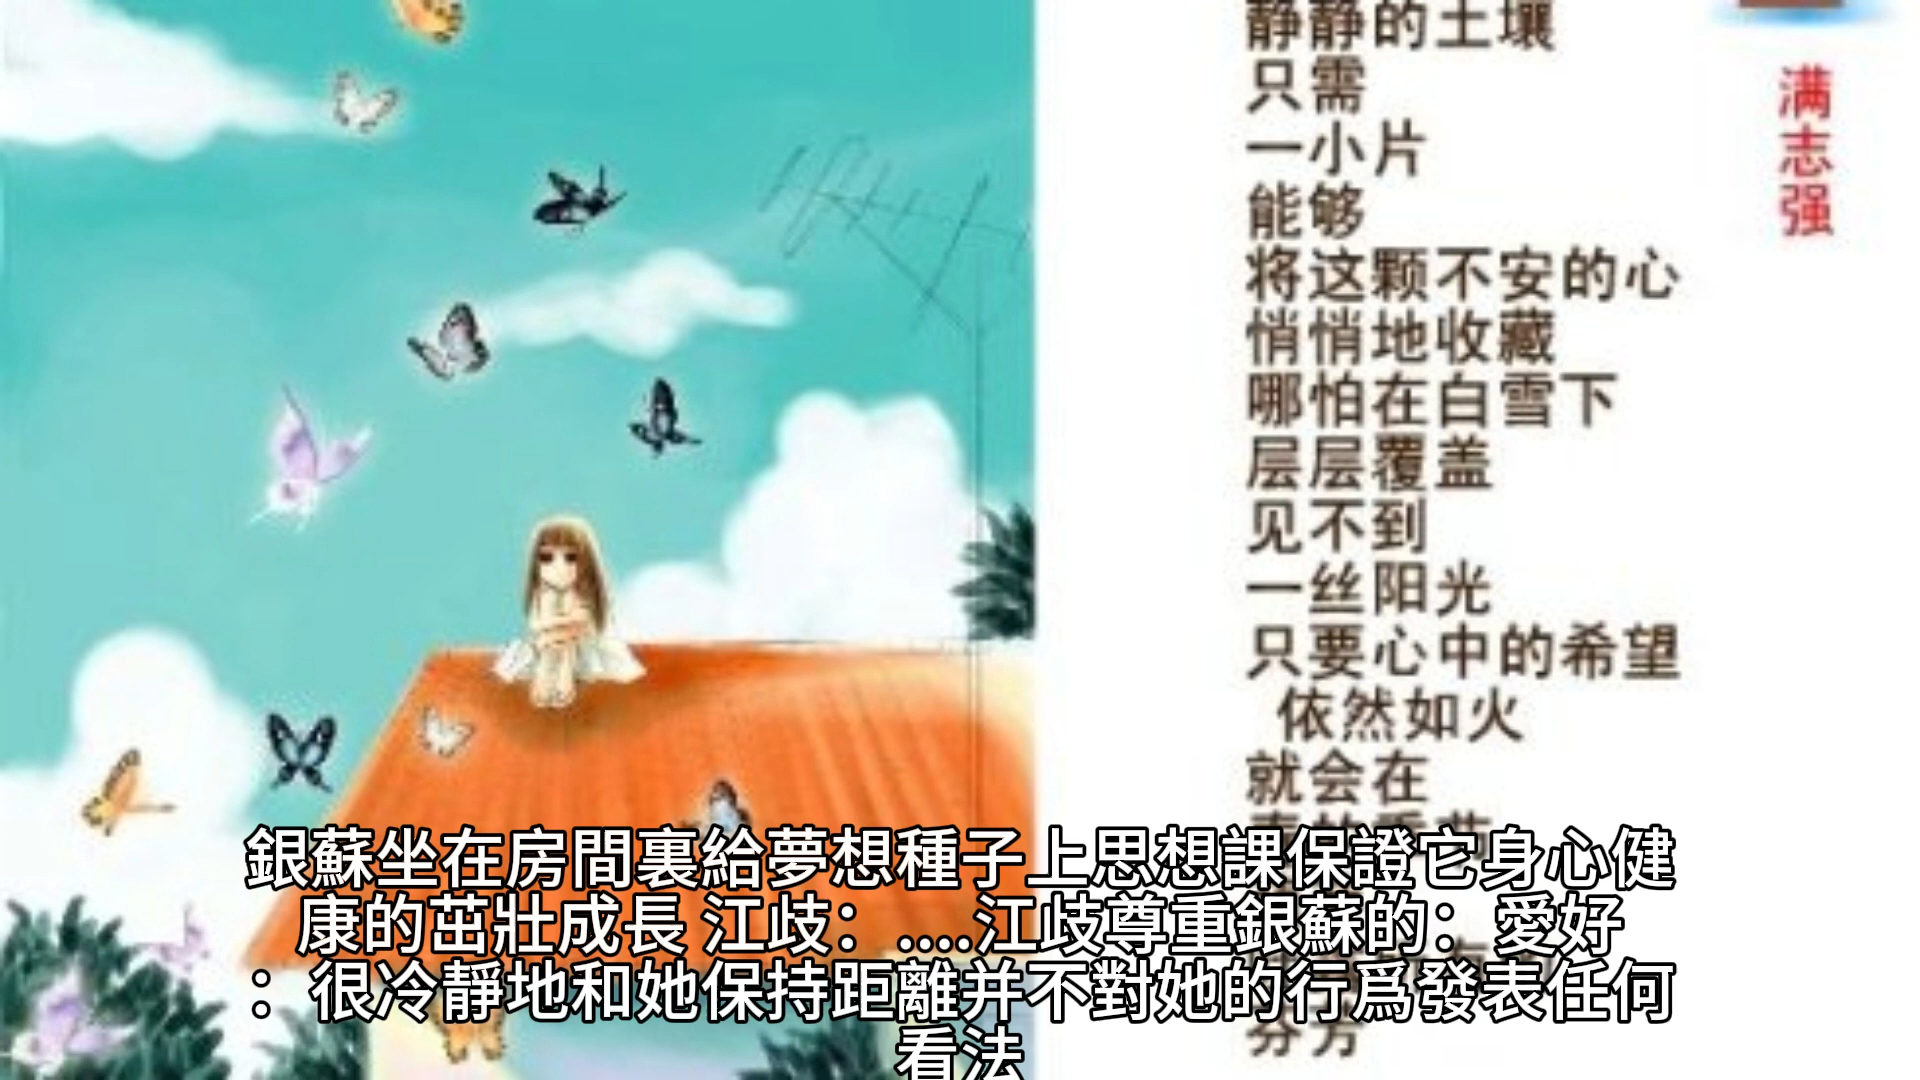 静静的土壤
只需
一小片
能够
将这颗不安的心
悄悄地收藏
哪怕在白雪下
层层覆盖
见不到
一丝阳光
只要心中的希望
依然如火
就会在
芬芳
满志强
銀蘇坐在房間裏給夢想種子上思想課保證它身心健
康的茁壯成長 江歧：....江歧尊重銀蘇的：愛好
：很冷靜地和她保持距離并不對她的行爲發表任何
看法